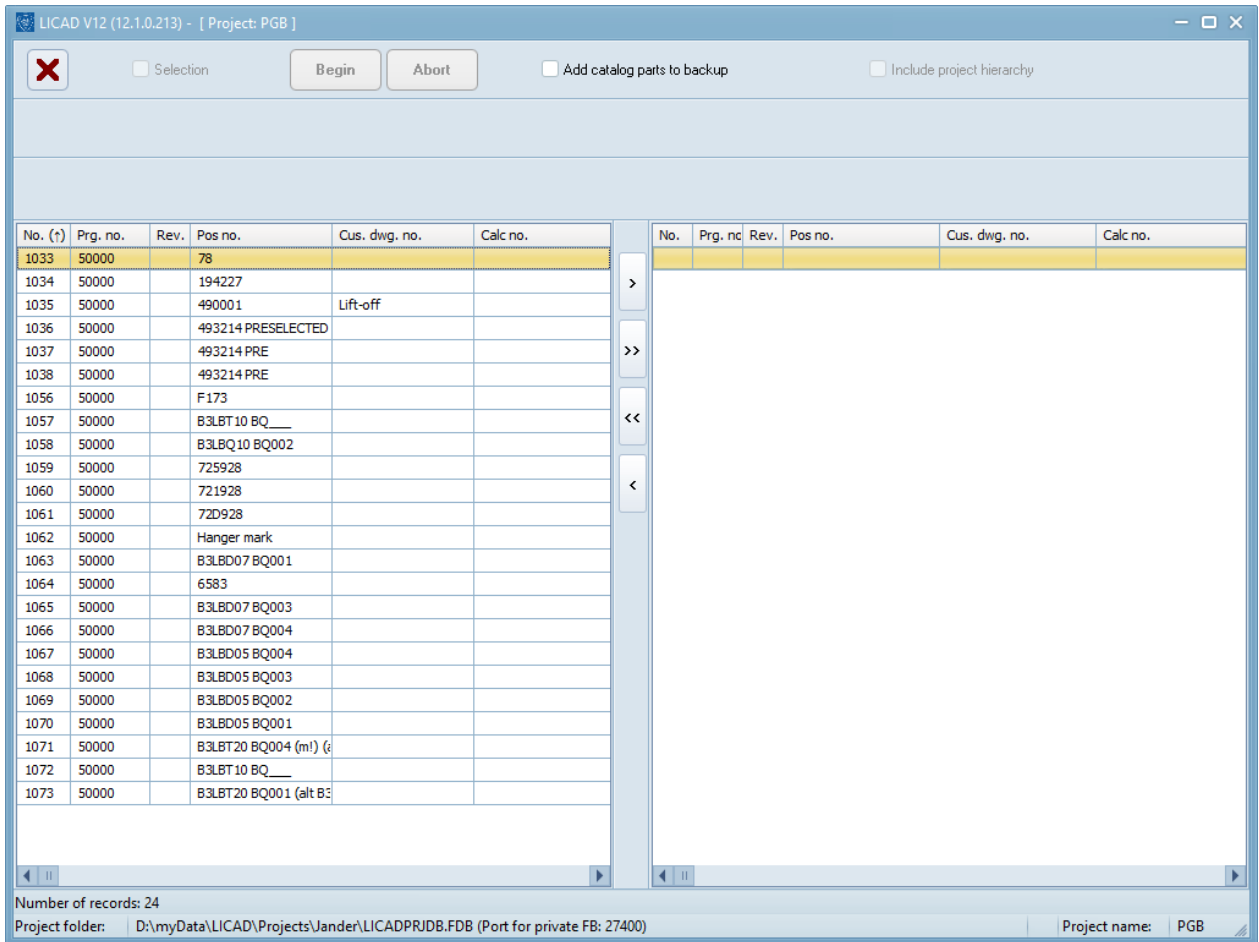 LICAD V12 (12.1.0.213) - [ Project: PGB ]
Selection Begin Abort Add catalog parts to backup Include project hierarchy
No. (↑) Prg. no. Rev. Pos no. Cus. dwg. no. Calc no. No. Prg. no Rev. Pos no. Cus. dwg. no. Calc no.
1033 50000 78
1034 50000 194227
>
1035 50000 490001 Lift-off
1036 50000 493214 PRESELECTED
1037 50000 493214 PRE
>>
1038 50000 493214 PRE
1056 50000 F173
1057 50000 B3LBT10 BQ___
<<
1058 50000 B3LBQ10 BQ002
1059 50000 725928
1060 50000 721928
<
1061 50000 72D928
1062 50000 Hanger mark
1063 50000 B3LBD07 BQ001
1064 50000 6583
1065 50000 B3LBD07 BQ003
1066 50000 B3LBD07 BQ004
1067 50000 B3LBD05 BQ004
1068 50000 B3LBD05 BQ003
1069 50000 B3LBD05 BQ002
1070 50000 B3LBD05 BQ001
1071 50000 B3LBT20 BQ004 (m!) (a
1072 50000 B3LBT10 BQ___
1073 50000 B3LBT20 BQ001 (alt B3
Number of records: 24
Project folder: D:\myData\LICAD\Projects\Jander\LICADPRJDB.FDB (Port for private FB: 27400) Project name: PGB